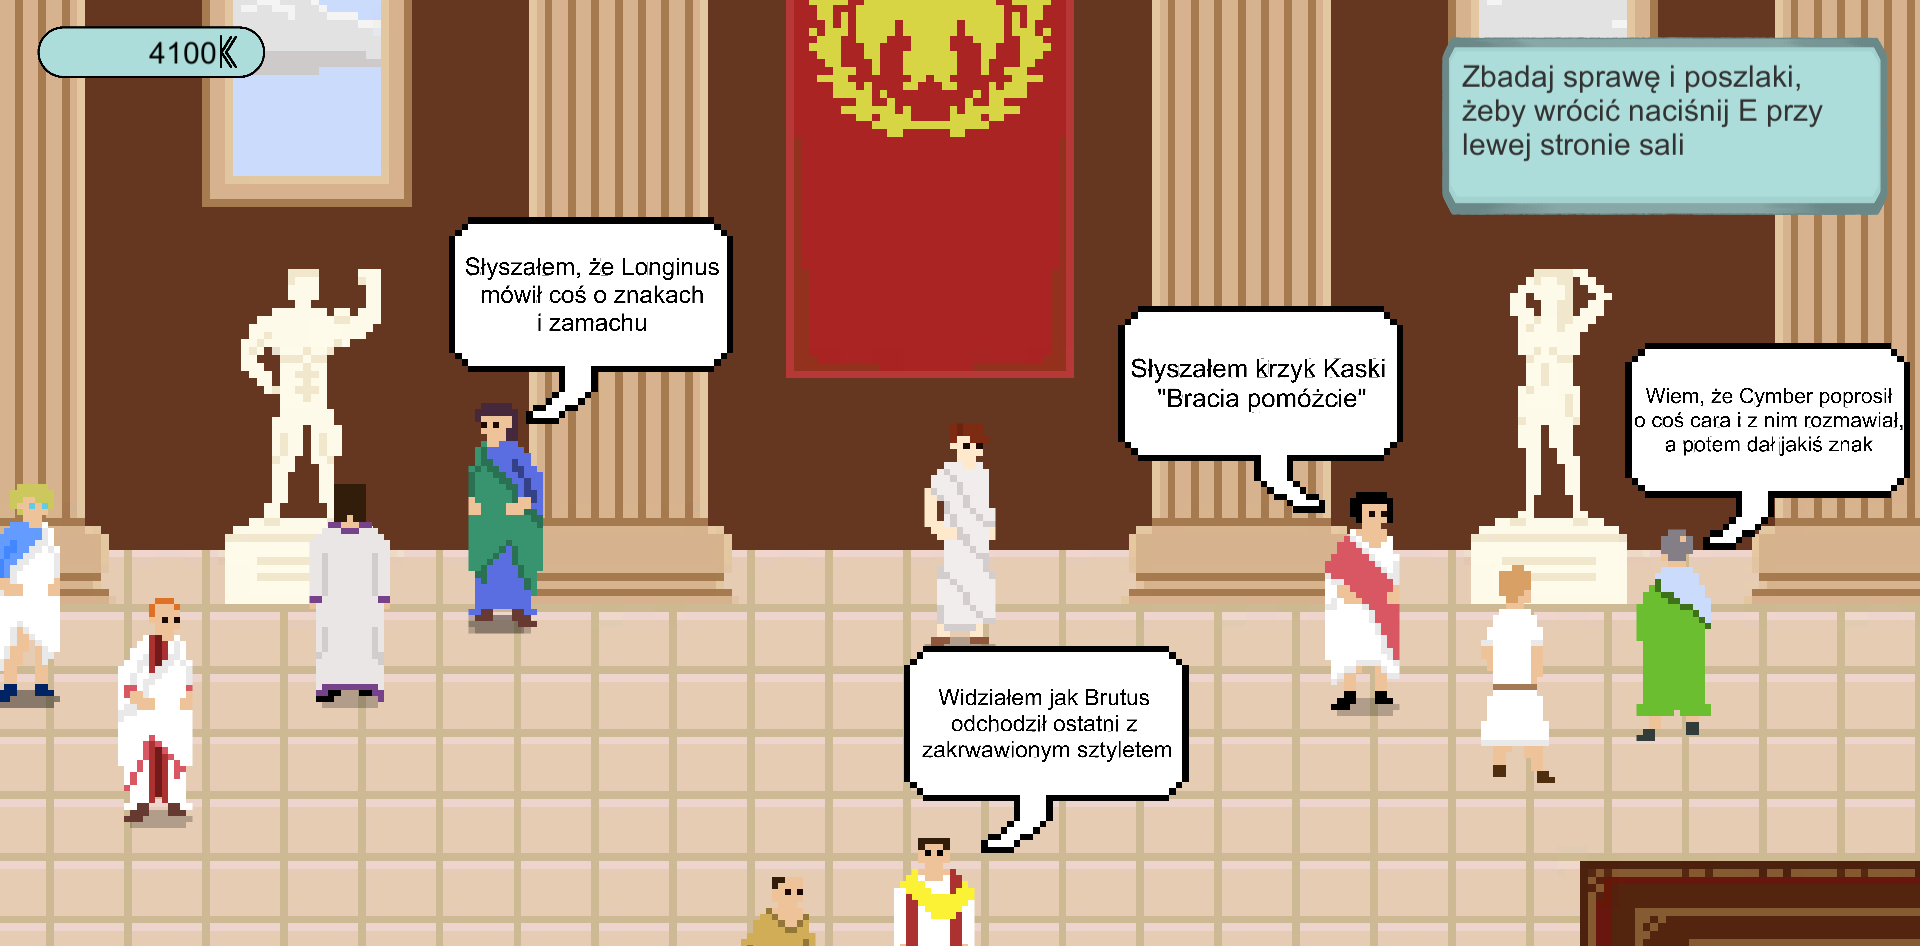 4100
Zbadaj sprawę i poszlaki,
żeby wrócić naciśnij E przy
lewej stronie sali
Słyszałem, że Longinus
mówił coś o znakach
i zamachu
Słyszałem krzyk Kaski
"Bracia pomóżcie"
Wiem, że Cymber poprosił
o coś cara i z nim rozmawiał,
a potem dał jakiś znak
Widziałem jak Brutus
odchodził ostatni z
zakrwawionym sztyletem